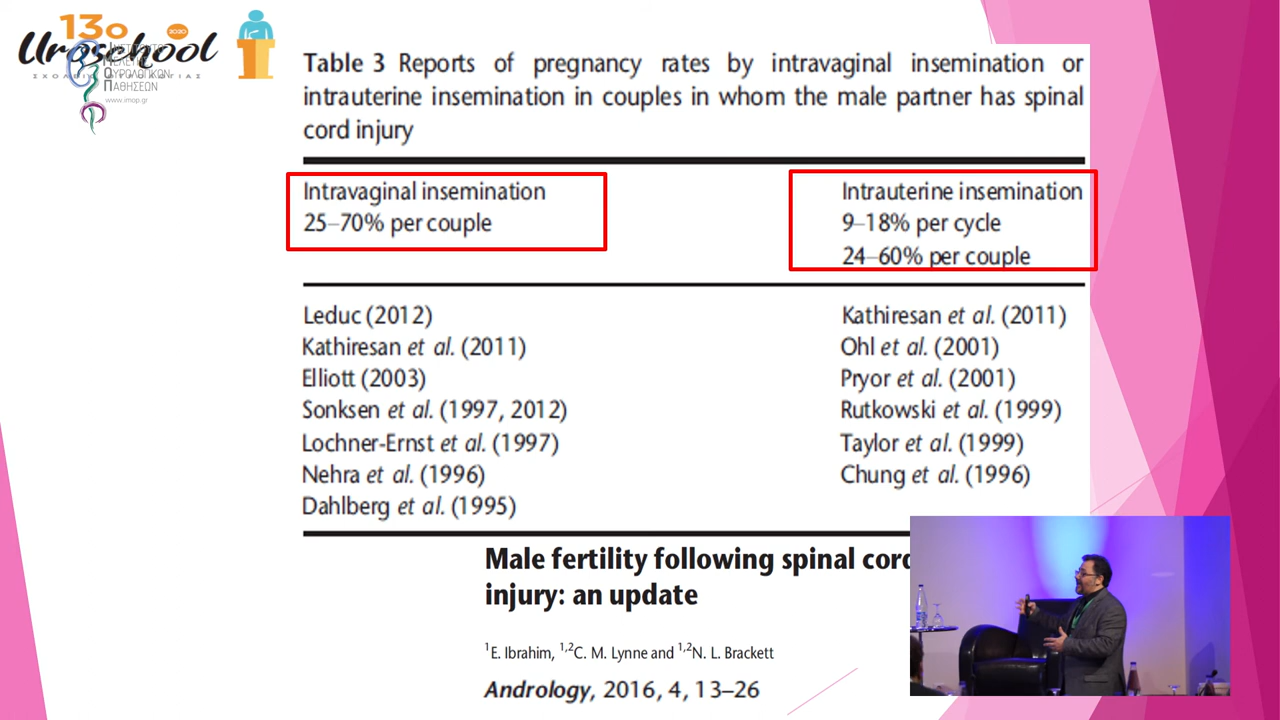 13ο
2020
Uroschool
ΣΧΟΛΕΙΟ ΟΥΡΟΛΟΓΙΑΣ
ΙΝΣΤΙΤΟΥΤΟ
ΜΕΛΕΤΗΣ
ΟΥΡΟΛΟΓΙΚΩΝ
ΠΑΘΗΣΕΩΝ
www.imop.gr
Table 3 Reports of pregnancy rates by intravaginal insemination or
intrauterine insemination in couples in whom the male partner has spinal
cord injury
Intravaginal insemination
25–70% per couple
Intrauterine insemination
9–18% per cycle
24–60% per couple
Leduc (2012)
Kathiresan et al. (2011)
Elliott (2003)
Sonksen et al. (1997, 2012)
Lochner-Ernst et al. (1997)
Nehra et al. (1996)
Dahlberg et al. (1995)
Kathiresan et al. (2011)
Ohl et al. (2001)
Pryor et al. (2001)
Rutkowski et al. (1999)
Taylor et al. (1999)
Chung et al. (1996)
Male fertility following spinal cord
injury: an update
1E. Ibrahim, 1,2C. M. Lynne and 1,2N. L. Brackett
Andrology, 2016, 4, 13–26